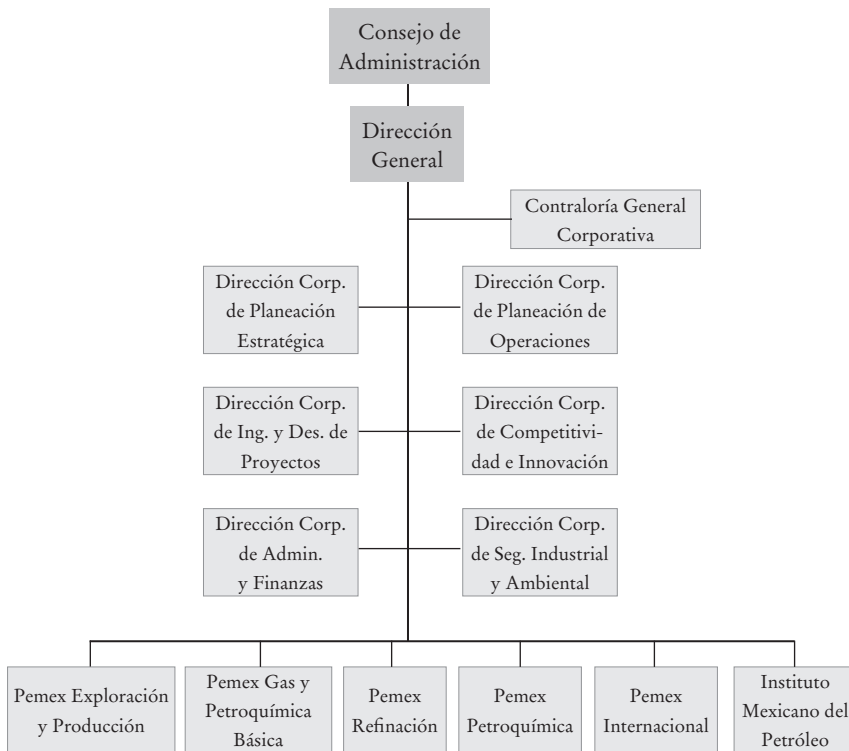 Consejo de
Administración
Dirección
General
Contraloría General
Corporativa
Dirección Corp.
de Planeación
Estratégica
Dirección Corp.
de Planeación de
Operaciones
Dirección Corp.
de Ing. y Des. de
Proyectos
Dirección Corp.
de Competitivi-
dad e Innovación
Dirección Corp.
de Admin.
y Finanzas
Dirección Corp.
de Seg. Industrial
y Ambiental
Pemex Exploración
y Producción
Pemex Gas y
Petroquímica
Básica
Pemex
Refinación
Pemex
Petroquímica
Pemex
Internacional
Instituto
Mexicano del
Petróleo